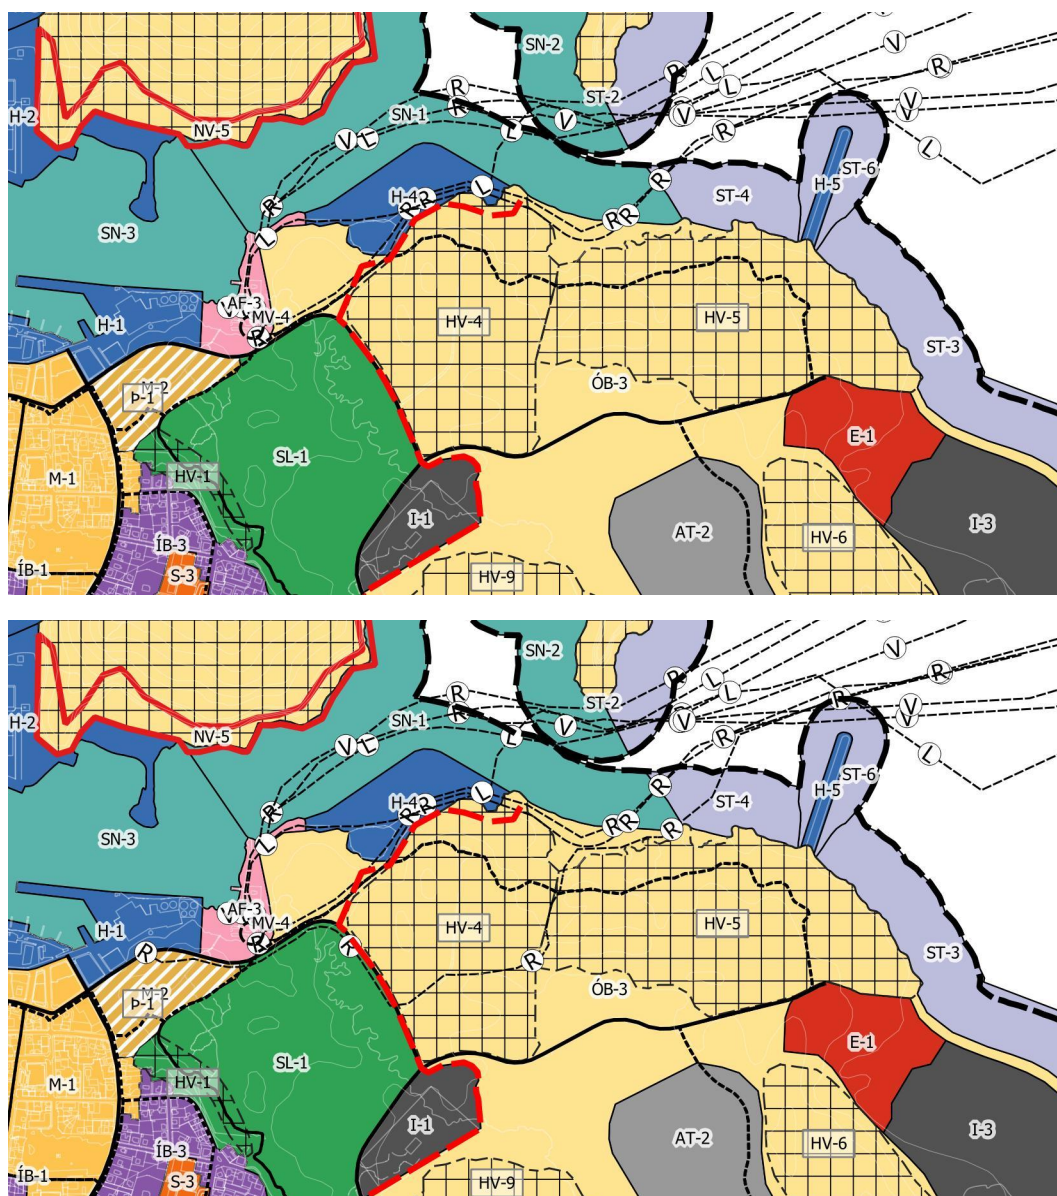 SN-2
V
R
R
L
L
ST-2
R
V
V
H-2
NV-5
SN-1
R
R
V
L
L
V
R
L
R
ST-6
H-5
ST-4
H-4
R
R
L
R
R
R
SN-3
L
AF-3
V
MV-4
R
H-1
HV-4
HV-5
ST-3
ÓB-3
M-2
Þ-1
E-1
M-1
HV-1
SL-1
I-1
I-3
AT-2
HV-6
ÍB-3
ÍB-1
S-3
HV-9
SN-2
V
R
R
L
L
ST-2
R
V
V
H-2
NV-5
SN-1
R
R
V
L
L
V
R
R
L
R
ST-6
H-5
ST-4
H-4
R
R
L
R
R
R
R
SN-3
L
AF-3
V
MV-4
R
H-1
R
R
R
HV-4
HV-5
ST-3
ÓB-3
M-2
Þ-1
E-1
M-1
HV-1
SL-1
I-1
I-3
AT-2
HV-6
ÍB-3
ÍB-1
S-3
HV-9